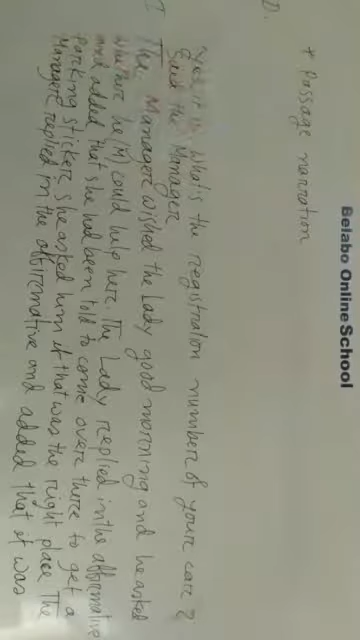 Belabo Online School
+ Passage narration
D.
Yes it is. What's the registration number of your car?
Said the Manager
I The Manager wished the Lady good morning and he asked
whether he (M) could help her. The Lady replied in the affirmative
and added that she had been told to come over there to get a
parking sticker. She asked him if that was the right place. The
Manager replied in the affirmative and added that it was